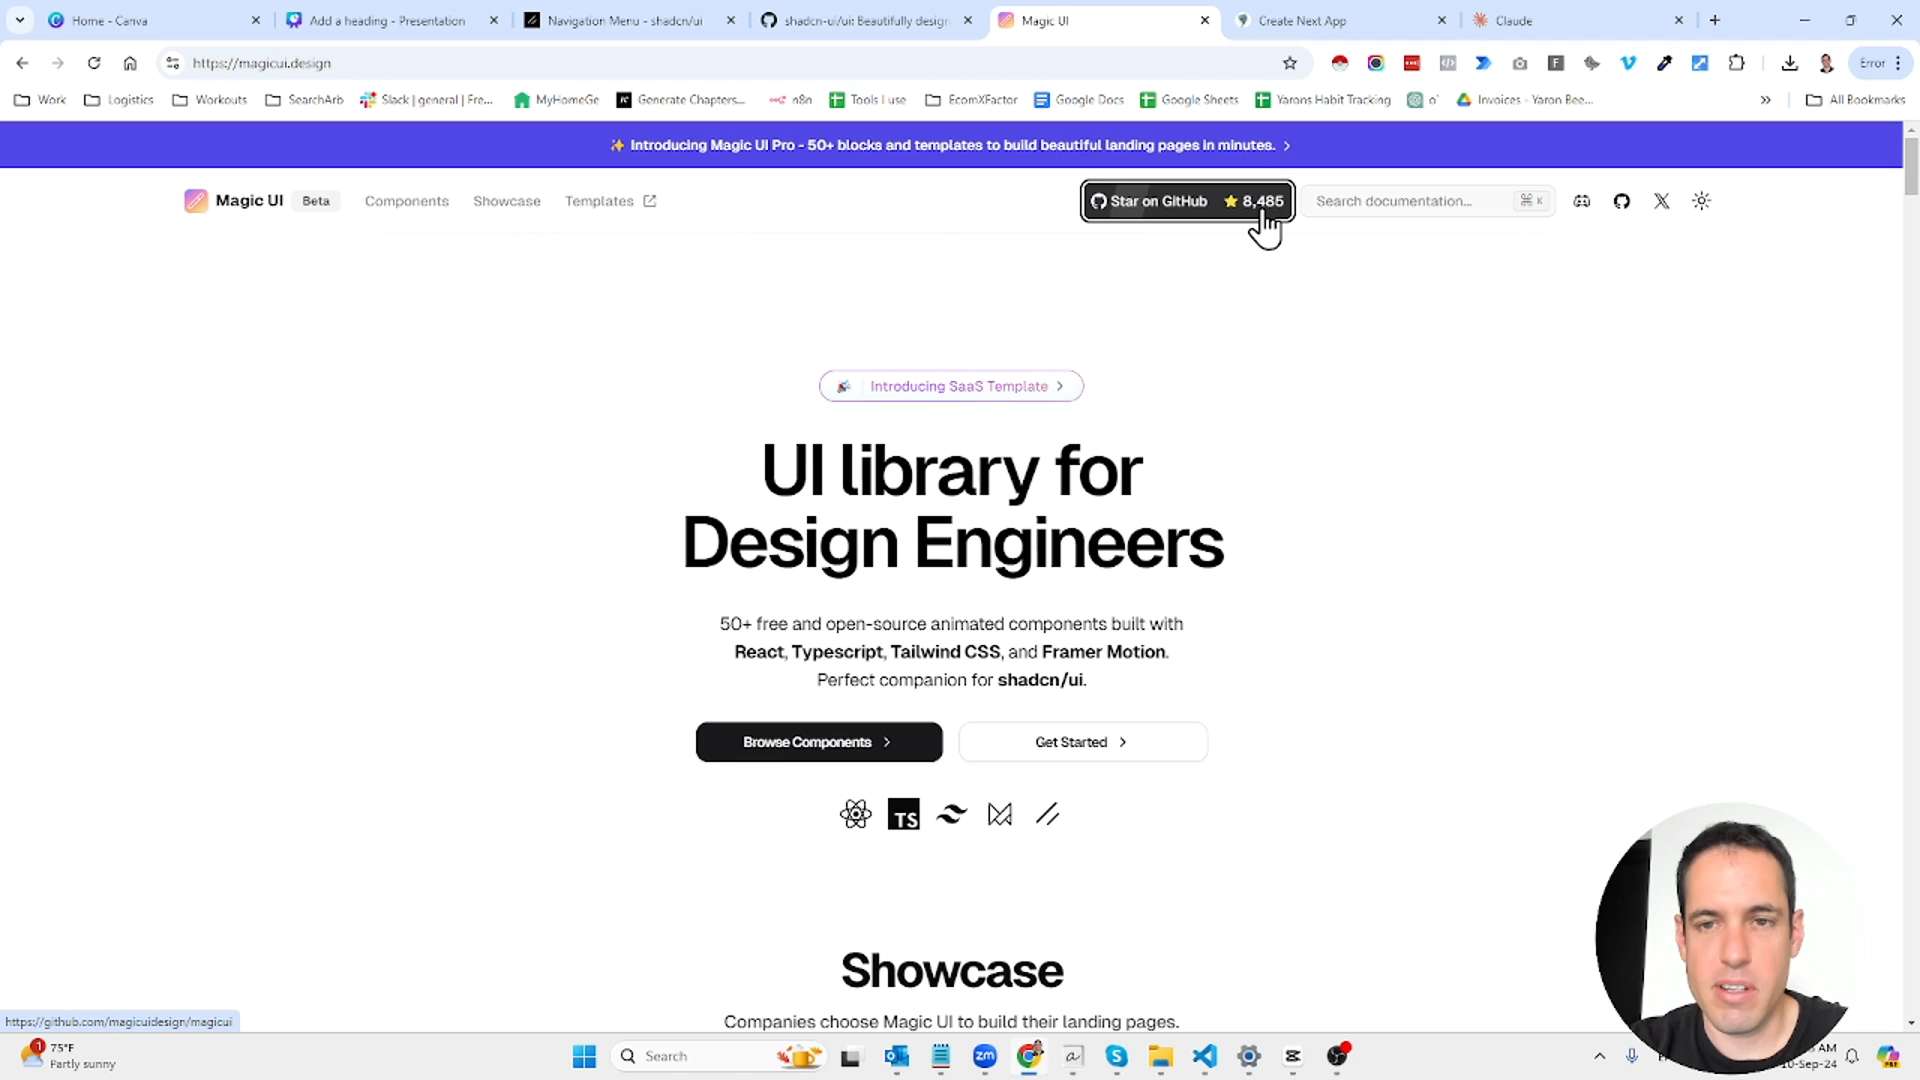 Home - Canva
Add a heading - Presentation
Navigation Menu - shadcn/ui
shadcn-ui/ui: Beautifully design
Magic UI
Create Next App
Claude
https://magicui.design
Error
Work
Logistics
Workouts
SearchArb
Slack | general | Fre...
MyHomeGe
Generate Chapters...
n8n
Tools I use
EcomXFactor
Google Docs
Google Sheets
Yarons Habit Tracking
o'
Invoices - Yaron Bee...
All Bookmarks
✨ Introducing Magic UI Pro - 50+ blocks and templates to build beautiful landing pages in minutes.
Magic UI
Beta
Components
Showcase
Templates
Star on GitHub
⭐ 8,485
Search documentation...
⌘ K
🎉 Introducing SaaS Template
UI library for
Design Engineers
50+ free and open-source animated components built with
React, Typescript, Tailwind CSS, and Framer Motion.
Perfect companion for shadcn/ui.
Browse Components
Get Started
TS
Showcase
Companies choose Magic UI to build their landing pages.
https://github.com/magicuidesign/magicui
1
75°F
Partly sunny
Search
zm
AM
10-Sep-24